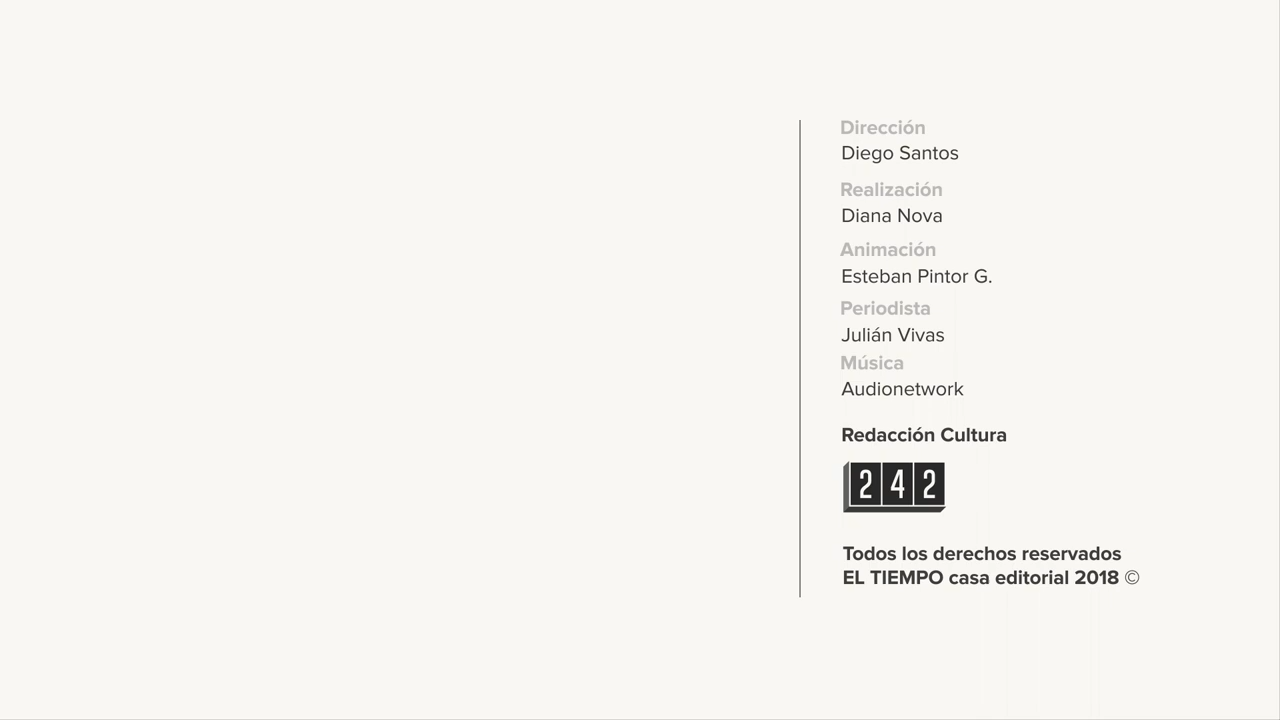 Dirección
Diego Santos
Realización
Diana Nova
Animación
Esteban Pintor G.
Periodista
Julián Vivas
Música
Audionetwork
Redacción Cultura
242
Todos los derechos reservados
EL TIEMPO casa editorial 2018 ©